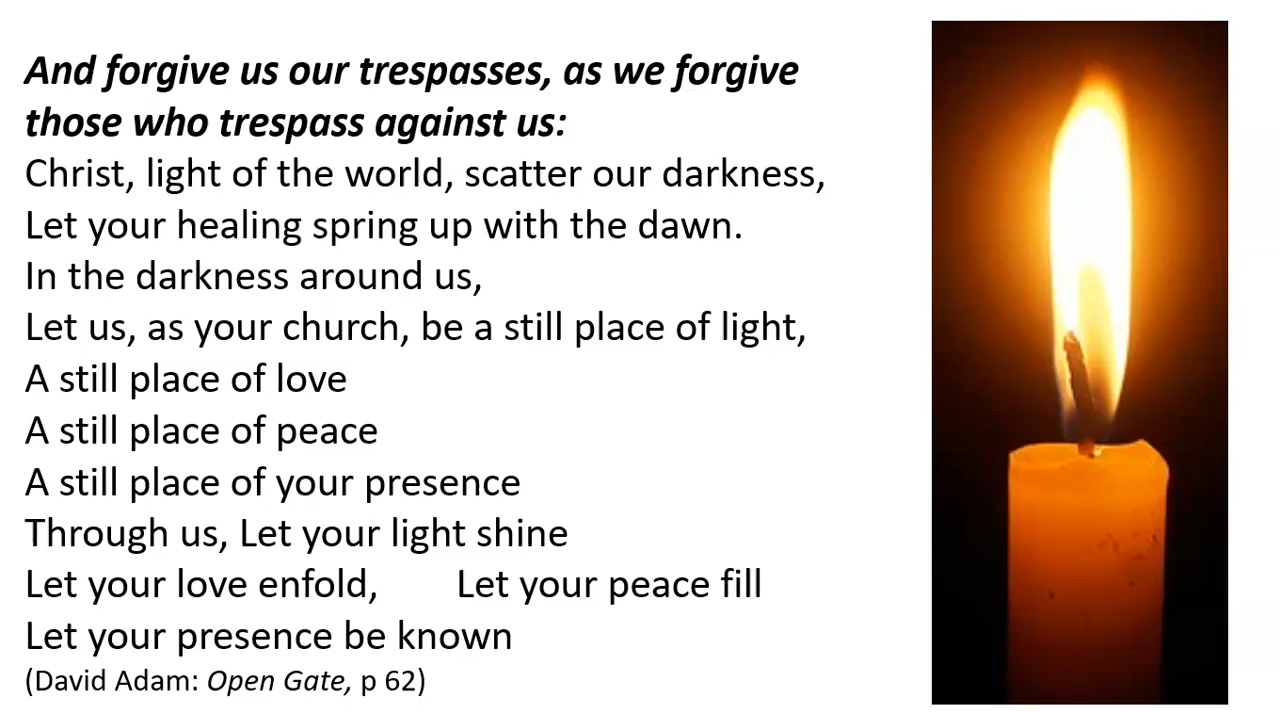 And forgive us our trespasses, as we forgive
those who trespass against us:
Christ, light of the world, scatter our darkness,
Let your healing spring up with the dawn.
In the darkness around us,
Let us, as your church, be a still place of light,
A still place of love
A still place of peace
A still place of your presence
Through us, Let your light shine
Let your love enfold, Let your peace fill
Let your presence be known
(David Adam: Open Gate, p 62)